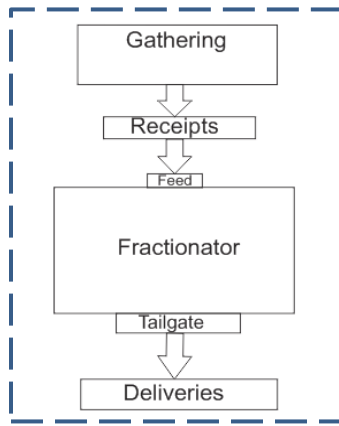 Gathering
Receipts
Feed
Fractionator
Tailgate
Deliveries